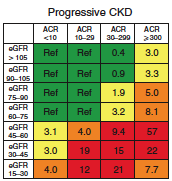 Progressive CKD
ACR <10 ACR 10–29 ACR 30–299 ACR ≥300
eGFR > 105 Ref Ref 0.4 3.0
eGFR 90–105 Ref Ref 0.9 3.3
eGFR 75–90 Ref Ref 1.9 5.0
eGFR 60–75 Ref Ref 3.2 8.1
eGFR 45–60 3.1 4.0 9.4 57
eGFR 30–45 3.0 19 15 22
eGFR 15–30 4.0 12 21 7.7